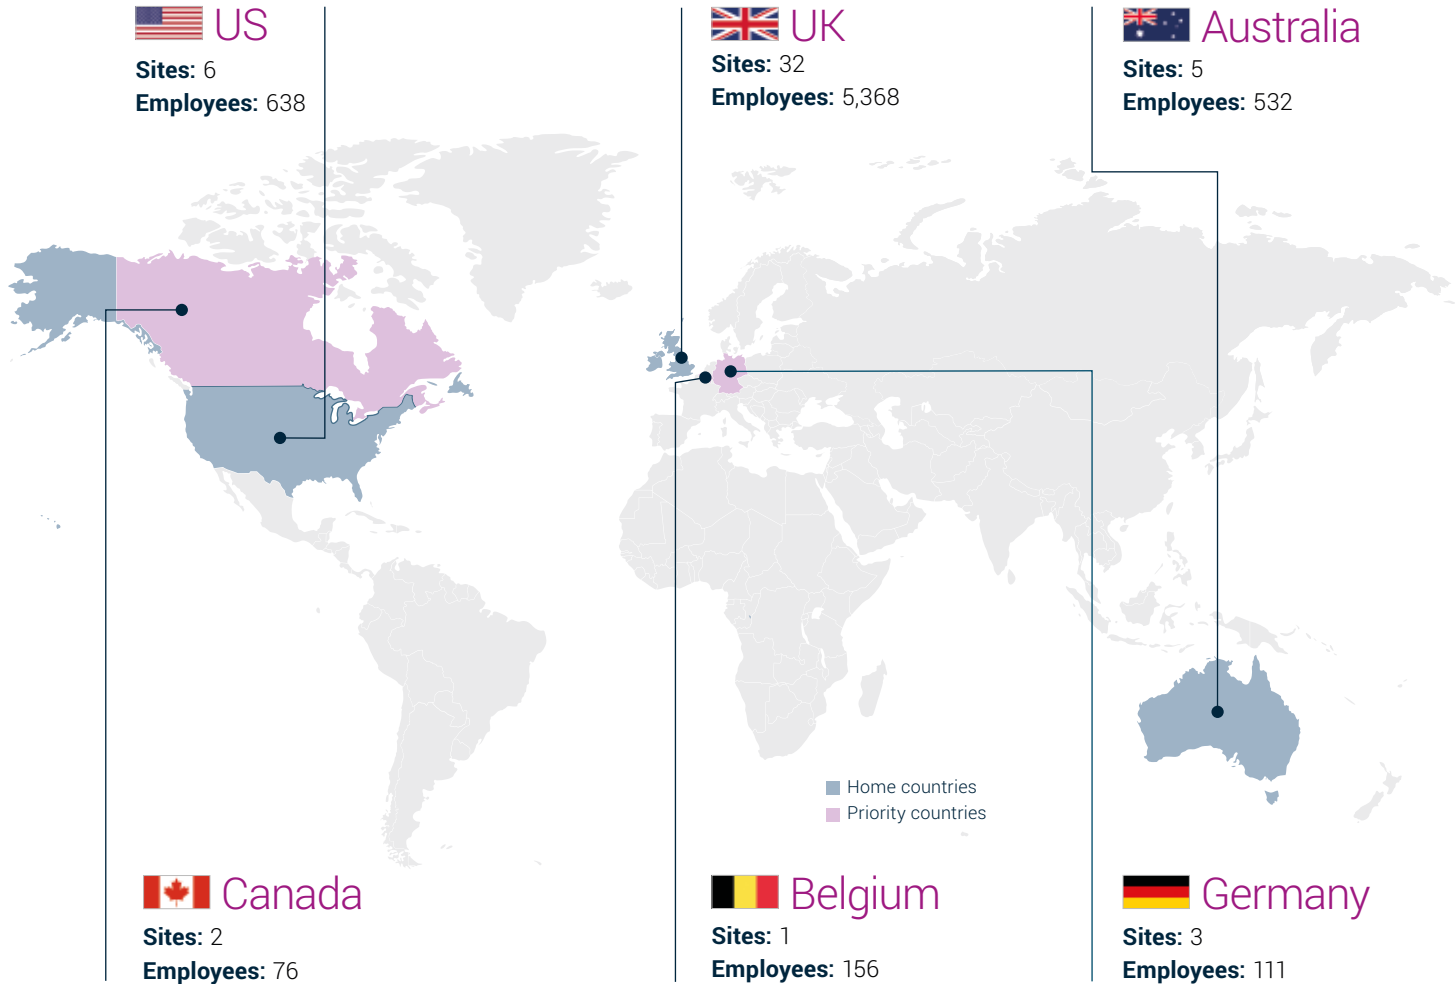 US
Sites: 6
Employees: 638
UK
Sites: 32
Employees: 5,368
Australia
Sites: 5
Employees: 532
Home countries
Priority countries
Canada
Sites: 2
Employees: 76
Belgium
Sites: 1
Employees: 156
Germany
Sites: 3
Employees: 111